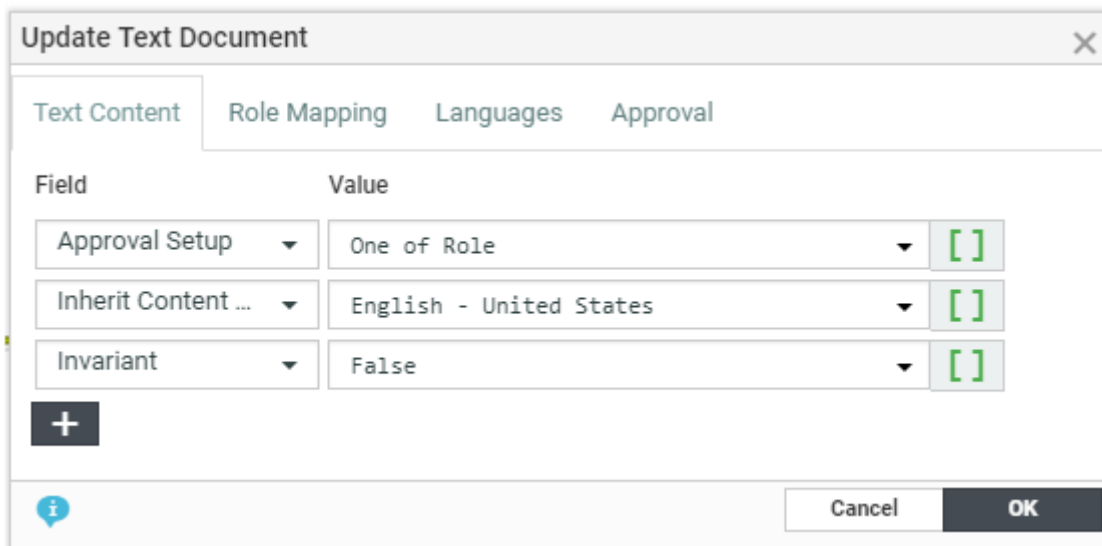 Update Text Document
Text Content Role Mapping Languages Approval
Field Value
Approval Setup One of Role []
Inherit Content ... English - United States []
Invariant False []
+
i
Cancel OK